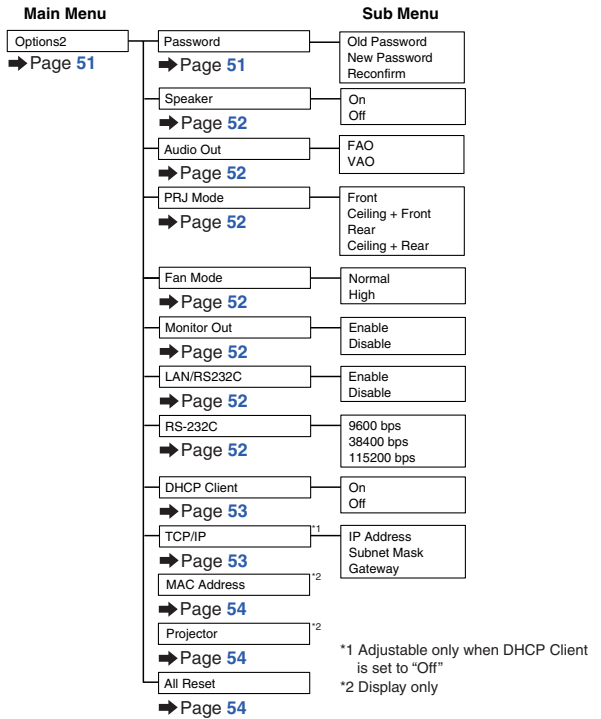 Main Menu
Sub Menu
Options2
➡Page 51
Password
➡Page 51
Old Password
New Password
Reconfirm
Speaker
➡Page 52
On
Off
Audio Out
➡Page 52
FAO
VAO
PRJ Mode
➡Page 52
Front
Ceiling + Front
Rear
Ceiling + Rear
Fan Mode
➡Page 52
Normal
High
Monitor Out
➡Page 52
Enable
Disable
LAN/RS232C
➡Page 52
Enable
Disable
RS-232C
➡Page 52
9600 bps
38400 bps
115200 bps
DHCP Client
➡Page 53
On
Off
TCP/IP *1
➡Page 53
IP Address
Subnet Mask
Gateway
MAC Address *2
➡Page 54
Projector *2
➡Page 54
All Reset
➡Page 54
*1 Adjustable only when DHCP Client
is set to “Off”
*2 Display only